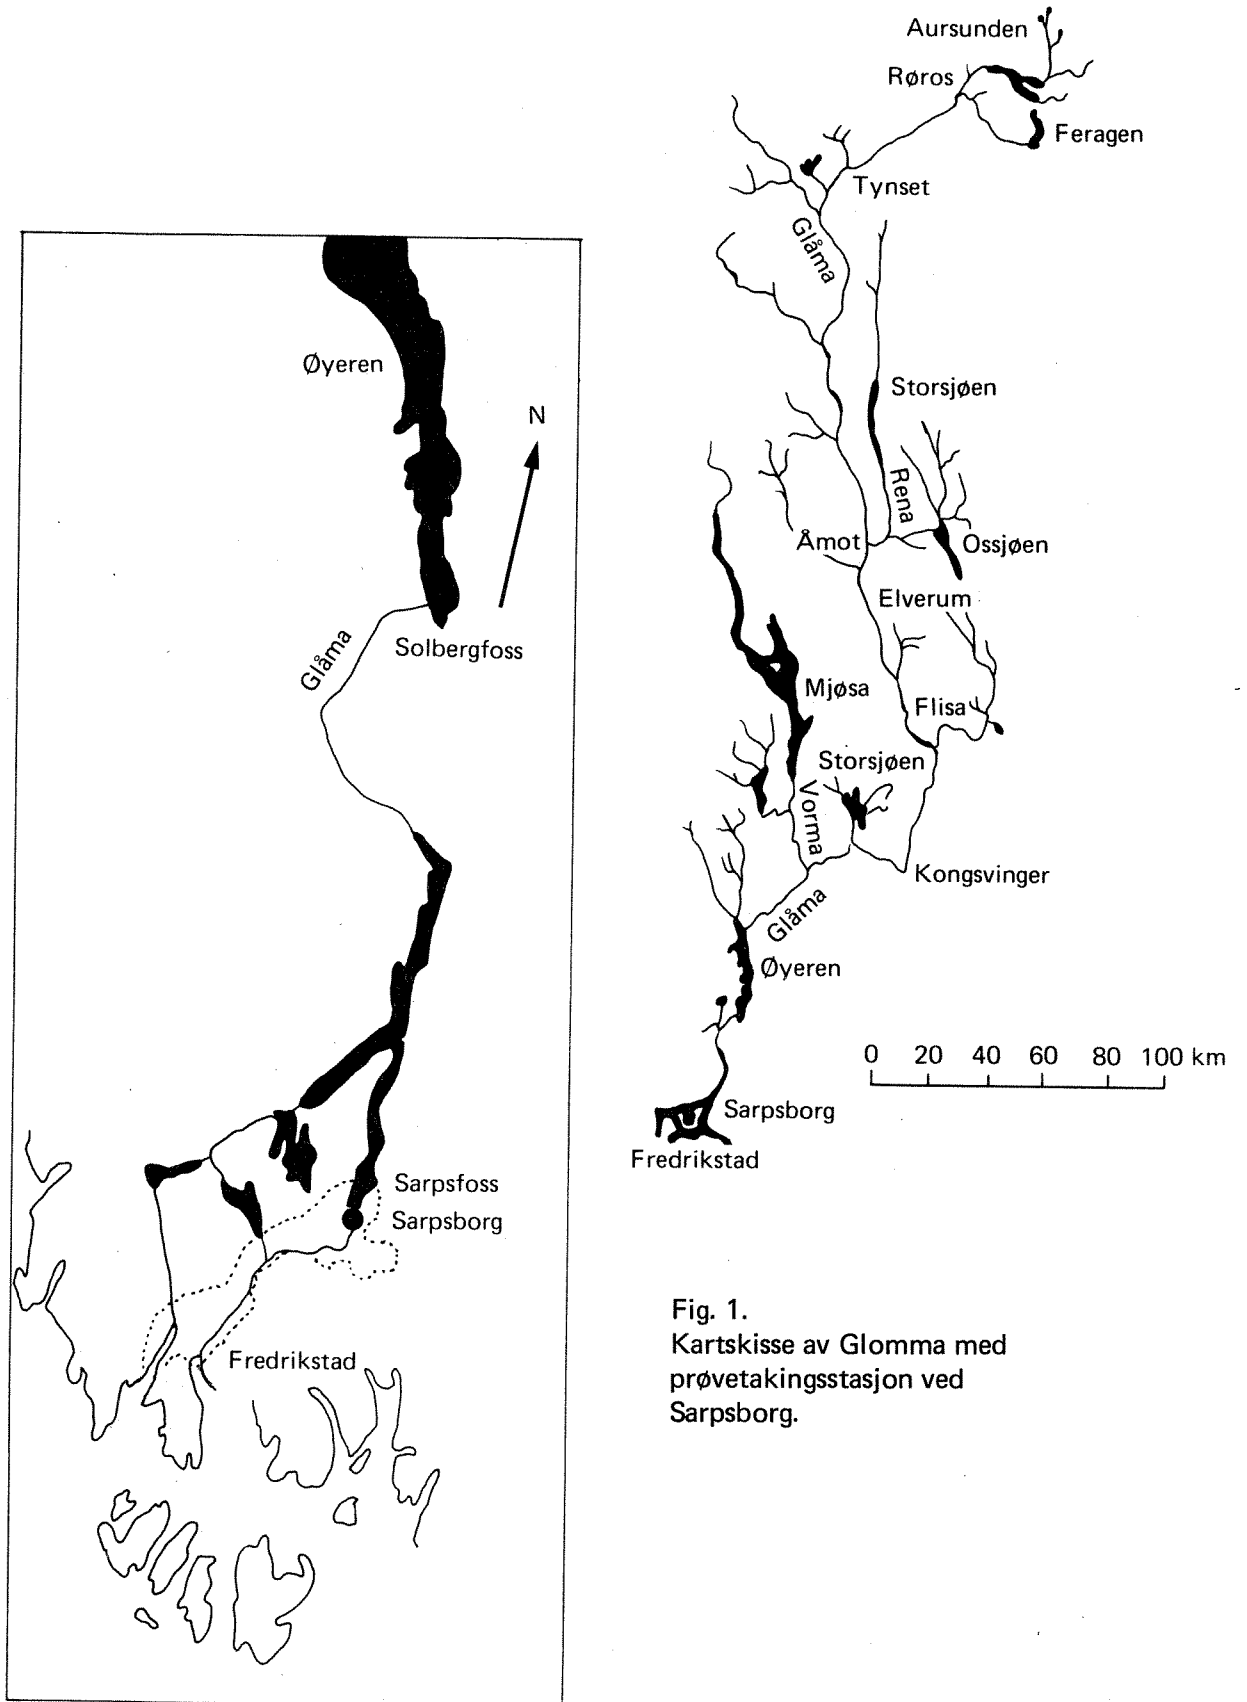 Øyeren
N
Glåma
Solbergfoss
Sarpsfoss
Sarpsborg
Fredrikstad
Aursunden
Røros
Feragen
Tynset
Glåma
Storsjøen
Rena
Åmot
Ossjøen
Elverum
Mjøsa
Flisa
Storsjøen
Vorma
Kongsvinger
Glåma
Øyeren
0 20 40 60 80 100 km
Sarpsborg
Fredrikstad
Fig. 1.
Kartskisse av Glomma med
prøvetakingsstasjon ved
Sarpsborg.